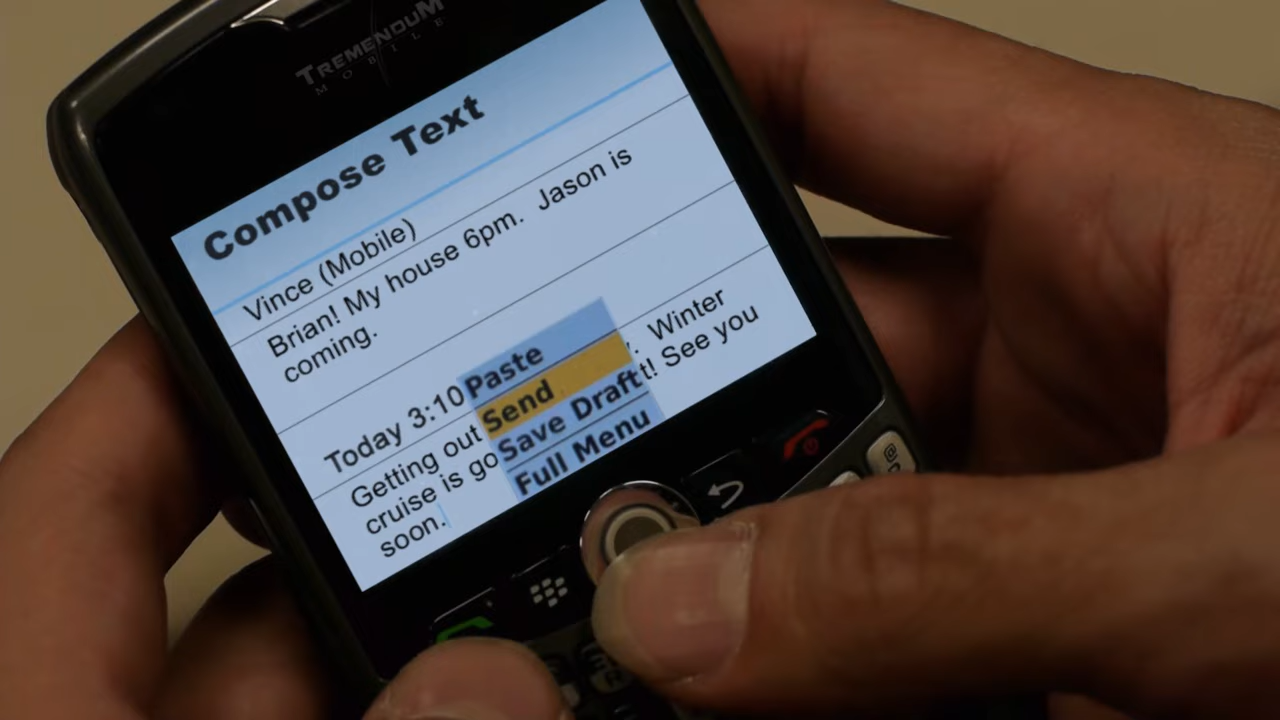 TREMENDUM
MOBILE
Compose Text
Vince (Mobile)
Brian! My house 6pm. Jason is
coming.
Today 3:10
Getting out . Winter
cruise is go t! See you
soon.
Paste
Send
Save Draft
Full Menu